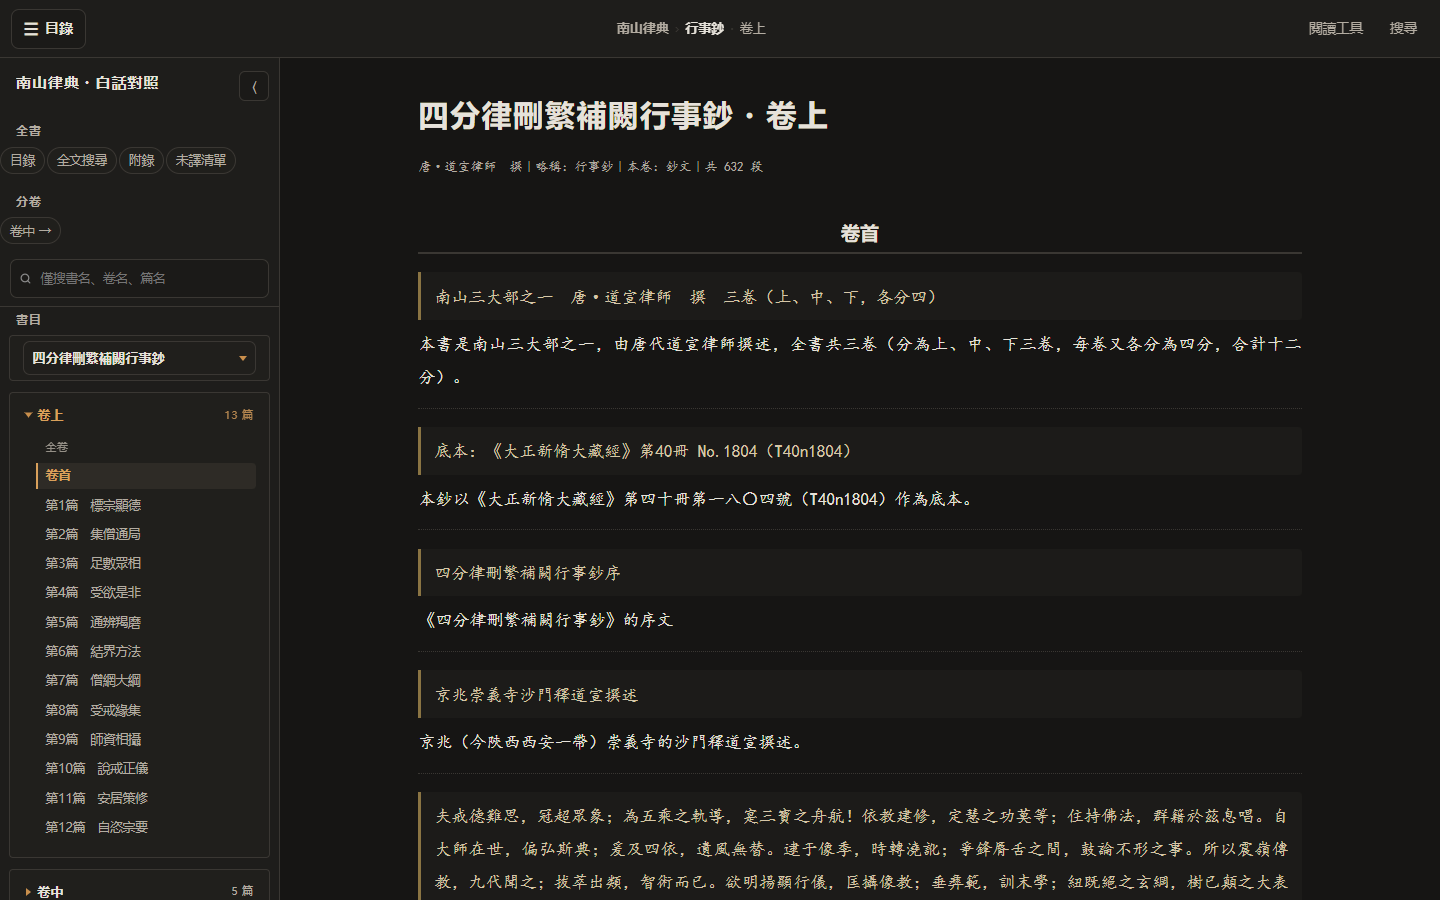 ☰ 目錄
南山律典 › 行事鈔 · 卷上
閱讀工具 搜尋
南山律典・白話對照
全書
目錄 全文搜尋 附錄 未譯清單
分卷
卷中 →
僅搜書名、卷名、篇名
書目
四分律刪繁補闕行事鈔
卷上 13 篇
全卷
卷首
第1篇 標宗顯德
第2篇 集僧通局
第3篇 足數眾相
第4篇 受欲是非
第5篇 通辨羯磨
第6篇 結界方法
第7篇 僧網大綱
第8篇 受戒緣集
第9篇 師資相攝
第10篇 說戒正儀
第11篇 安居策修
第12篇 自恣宗要
卷中 5 篇
四分律刪繁補闕行事鈔・卷上
唐・道宣律師 撰｜略稱：行事鈔｜本卷：鈔文｜共 632 段
卷首
南山三大部之一 唐・道宣律師 撰 三卷（上、中、下，各分四）
本書是南山三大部之一，由唐代道宣律師撰述，全書共三卷（分為上、中、下三卷，每卷又各分為四分，合計十二
分）。
底本：《大正新脩大藏經》第40冊 No.1804（T40n1804）
本鈔以《大正新脩大藏經》第四十冊第一八〇四號（T40n1804）作為底本。
四分律刪繁補闕行事鈔序
《四分律刪繁補闕行事鈔》的序文
京兆崇義寺沙門釋道宣撰述
京兆（今陝西西安一帶）崇義寺的沙門釋道宣撰述。
夫戒德難思，冠超眾象；為五乘之軌導，寔三寶之舟航！依教建修，定慧之功莫等；住持佛法，群籍於茲息唱。自
大師在世，偏弘斯典；爰及四依，遺風無替。逮于像季，時轉澆訛；爭鋒脣舌之間，鼓論不形之事。所以震嶺傳
教，九代聞之；拔萃出類，智術而已。欲明揚顯行儀，匡攝像教；垂彝範，訓末學；紐既絕之玄綱，樹已顛之大表